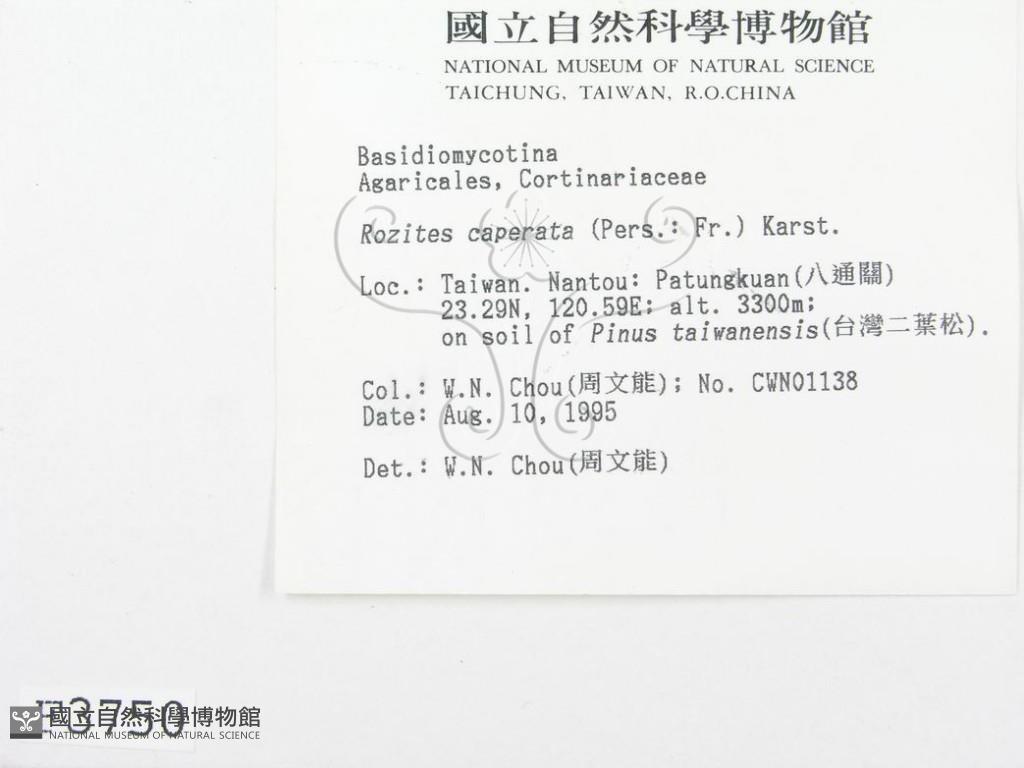 國立自然科學博物館
NATIONAL MUSEUM OF NATURAL SCIENCE
TAICHUNG, TAIWAN, R.O.CHINA
Basidiomycotina
Agaricales, Cortinariaceae
Rozites caperata (Pers.: Fr.) Karst.
Loc.: Taiwan. Nantou: Patungkuan(八通關)
23.29N, 120.59E; alt. 3300m;
on soil of Pinus taiwanensis(台灣二葉松).
Col.: W.N. Chou(周文能); No. CWN01138
Date: Aug. 10, 1995
Det.: W.N. Chou(周文能)
F3750
國立自然科學博物館
NATIONAL MUSEUM OF NATURAL SCIENCE